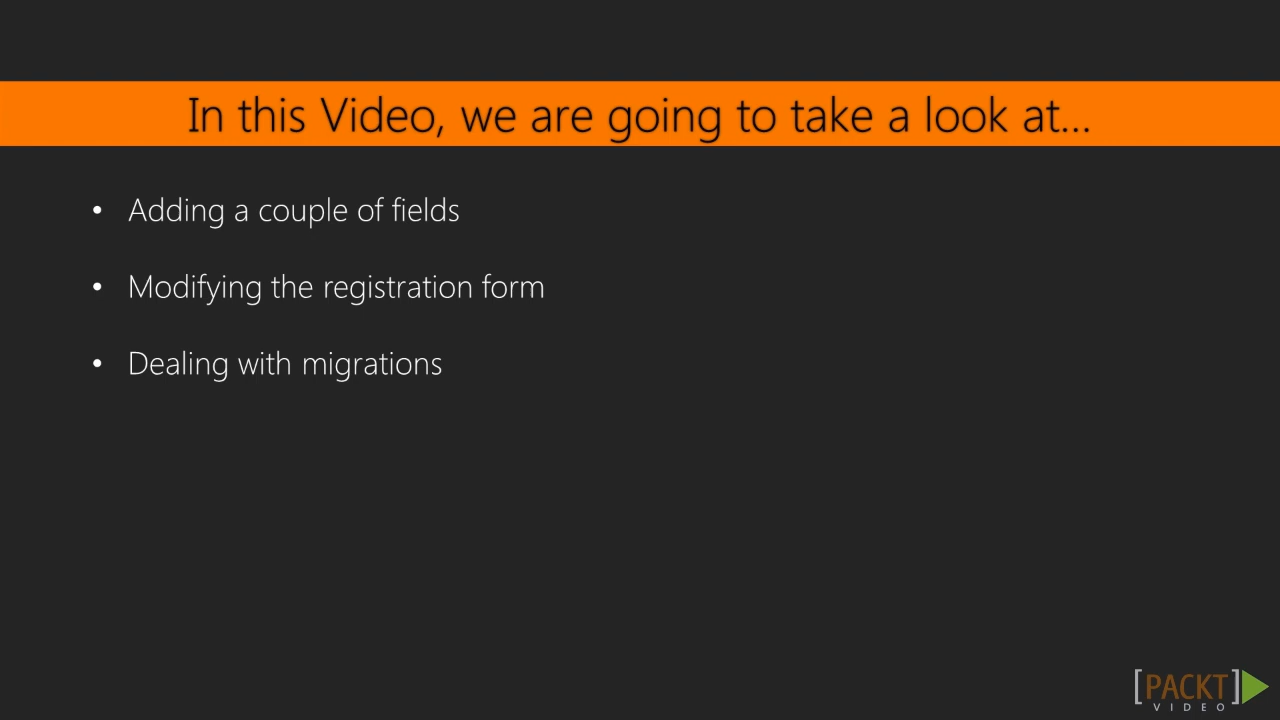 In this Video, we are going to take a look at...
• Adding a couple of fields
• Modifying the registration form
• Dealing with migrations
[PACKT]
VIDEO